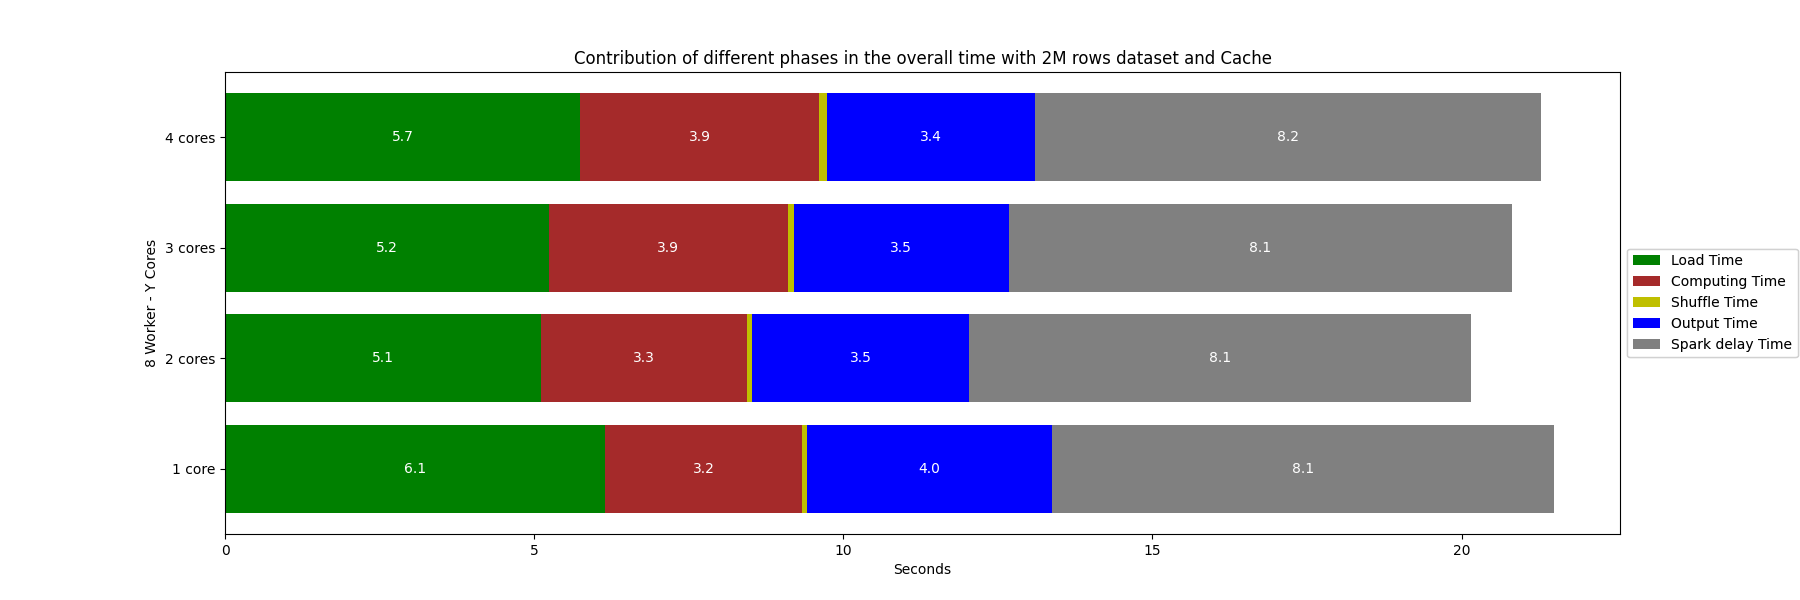 Contribution of different phases in the overall time with 2M rows dataset and Cache
8 Worker - Y Cores
4 cores
5.7
3.9
3.4
8.2
3 cores
5.2
3.9
3.5
8.1
2 cores
5.1
3.3
3.5
8.1
1 core
6.1
3.2
4.0
8.1
0
5
10
15
20
Seconds
Load Time
Computing Time
Shuffle Time
Output Time
Spark delay Time